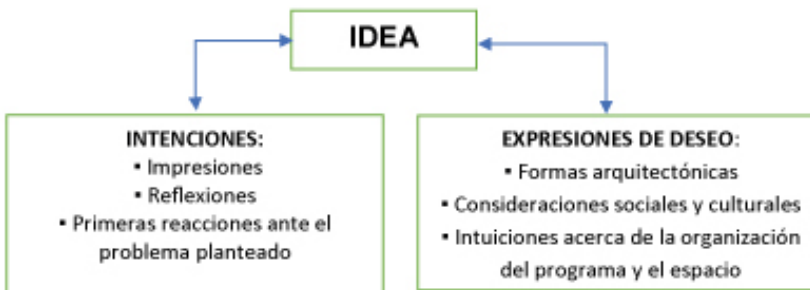 IDEA
INTENCIONES:
▪ Impresiones
▪ Reflexiones
▪ Primeras reacciones ante el
problema planteado
EXPRESIONES DE DESEO:
▪ Formas arquitectónicas
▪ Consideraciones sociales y culturales
▪ Intuiciones acerca de la organización
del programa y el espacio